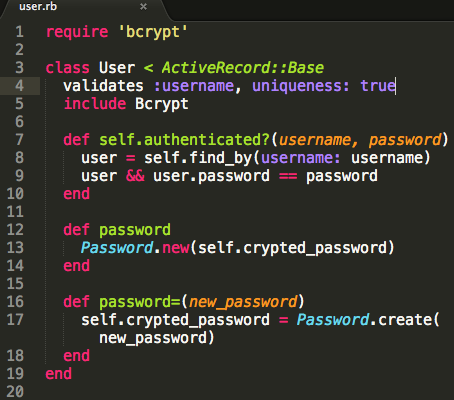 user.rb ×
1 require 'bcrypt'
2
3 class User < ActiveRecord::Base
4   validates :username, uniqueness: true
5   include Bcrypt
6
7   def self.authenticated?(username, password)
8     user = self.find_by(username: username)
9     user && user.password == password
10   end
11
12   def password
13     Password.new(self.crypted_password)
14   end
15
16   def password=(new_password)
17     self.crypted_password = Password.create(
      new_password)
18   end
19 end
20